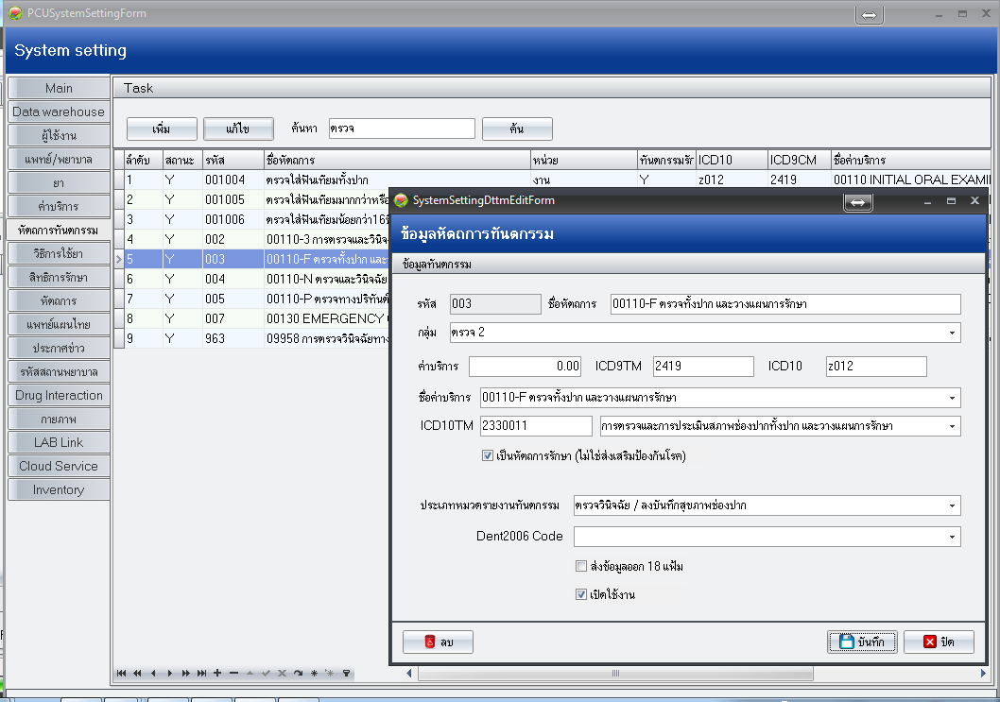 PCUSystemSettingForm
System setting
Main
Data warehouse
ผู้ใช้งาน
แพทย์/พยาบาล
ยา
ค่าบริการ
หัตถการทันตกรรม
วิธีการใช้ยา
สิทธิการรักษา
หัตถการ
แพทย์แผนไทย
ประกาศข่าว
รหัสสถานพยาบาล
Drug Interaction
กายภาพ
LAB Link
Cloud Service
Inventory
Task
เพิ่ม แก้ไข ค้นหา ตรวจ ค้น
ลำดับ สถานะ รหัส ชื่อหัตถการ หน่วย ทันตกรรมรั ICD10 ICD9CM ชื่อค่าบริการ
1 Y 001004 ตรวจใส่ฟันเทียมทั้งปาก งาน Y z012 2419 00110 INITIAL ORAL EXAMI
2 Y 001005 ตรวจใส่ฟันเทียมมากกว่าหรือ
3 Y 001006 ตรวจใส่ฟันเทียมน้อยกว่า16
4 Y 002 00110-3 การตรวจและวินิจ
5 Y 003 00110-F ตรวจทั้งปาก และ
6 Y 004 00110-N ตรวจและวินิจฉัย
7 Y 005 00110-P ตรวจทางปริทันต์
8 Y 007 00130 EMERGENCY
9 Y 963 09958 การตรวจวินิจฉัยทาง
SystemSettingDttmEditForm
ข้อมูลหัตถการทันตกรรม
ข้อมูลทันตกรรม
รหัส 003 ชื่อหัตถการ 00110-F ตรวจทั้งปาก และวางแผนการรักษา
กลุ่ม ตรวจ 2
ค่าบริการ 0.00 ICD9TM 2419 ICD10 z012
ชื่อค่าบริการ 00110-F ตรวจทั้งปาก และวางแผนการรักษา
ICD10TM 2330011 การตรวจและการประเมินสภาพช่องปากทั้งปาก และวางแผนการรักษา
เป็นหัตถการรักษา (ไม่ใช่ส่งเสริมป้องกันโรค)
ประเภทหมวดรายงานทันตกรรม ตรวจวินิจฉัย / ลงบันทึกสุขภาพช่องปาก
Dent2006 Code
ส่งข้อมูลออก 18 แฟ้ม
เปิดใช้งาน
ลบ บันทึก ปิด